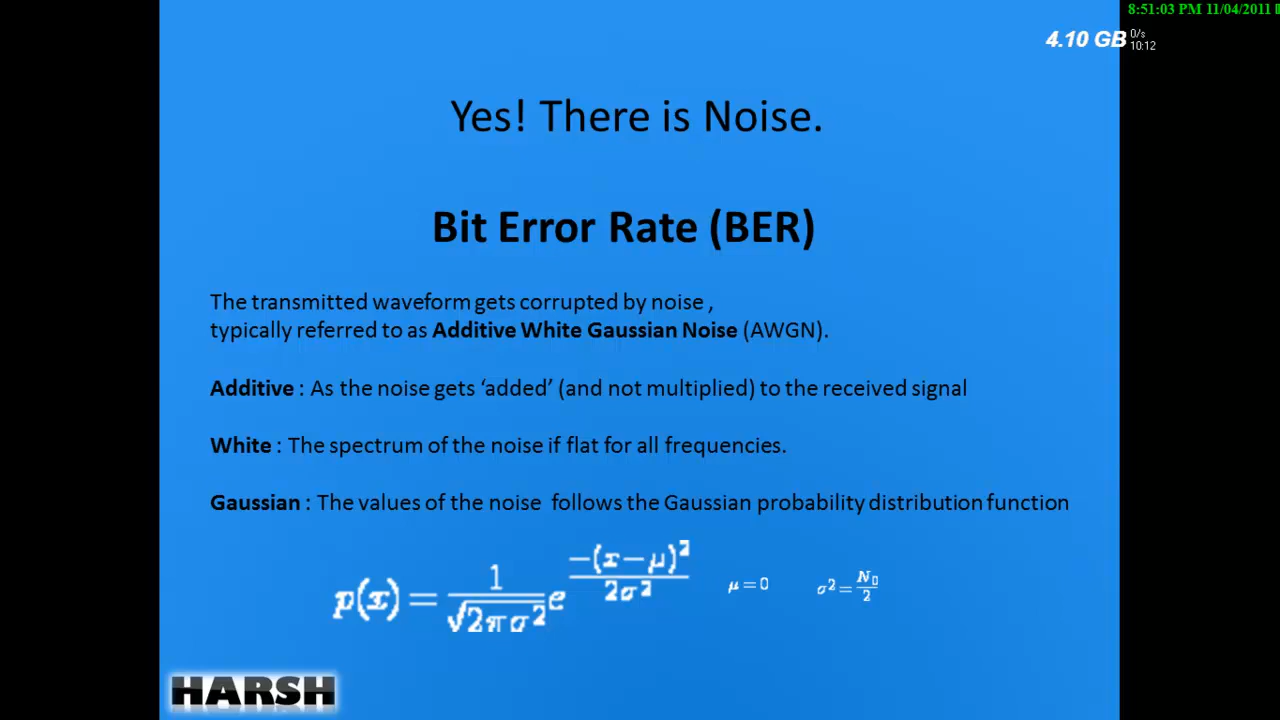 8:51:03 PM 11/04/2011
4.10 GB 0/s
10:12
Yes! There is Noise.
Bit Error Rate (BER)
The transmitted waveform gets corrupted by noise ,
typically referred to as Additive White Gaussian Noise (AWGN).
Additive : As the noise gets ‘added’ (and not multiplied) to the received signal
White : The spectrum of the noise if flat for all frequencies.
Gaussian : The values of the noise follows the Gaussian probability distribution function
p(x) = 1/√(2πσ²) e^(-(x-μ)²/2σ²) μ=0 σ²=N₀/2
HARSH